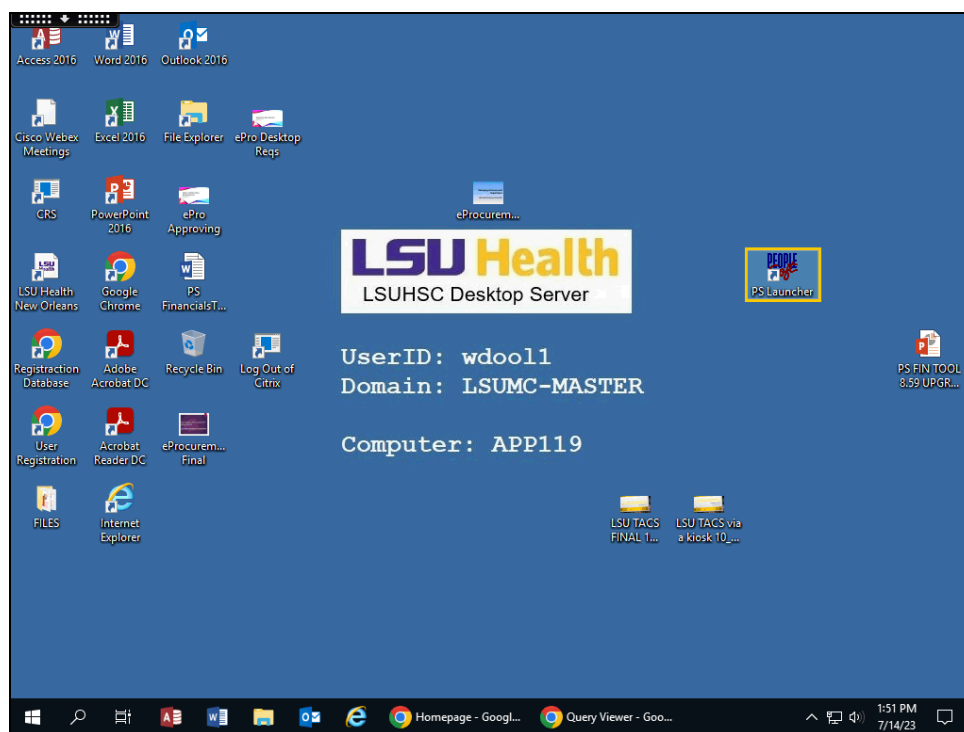 Access 2016
Word 2016
Outlook 2016
Cisco Webex
Meetings
Excel 2016
File Explorer
ePro Desktop
Reqs
CRS
PowerPoint
2016
ePro
Approving
eProcurem...
LSU Health
New Orleans
Google
Chrome
PS
FinancialsT...
LSU Health
LSUHSC Desktop Server
PEOPLE
PS Launcher
Registraction
Database
Adobe
Acrobat DC
Recycle Bin
Log Out of
Citrix
UserID: wdool1
Domain: LSUMC-MASTER
Computer: APP119
PS FIN TOOL
8.59 UPGR...
User
Registration
Acrobat
Reader DC
eProcurem...
Final
FILES
Internet
Explorer
LSU TACS
FINAL 1...
LSU TACS via
a kiosk 10_...
Homepage - Googl...
Query Viewer - Goo...
1:51 PM
7/14/23